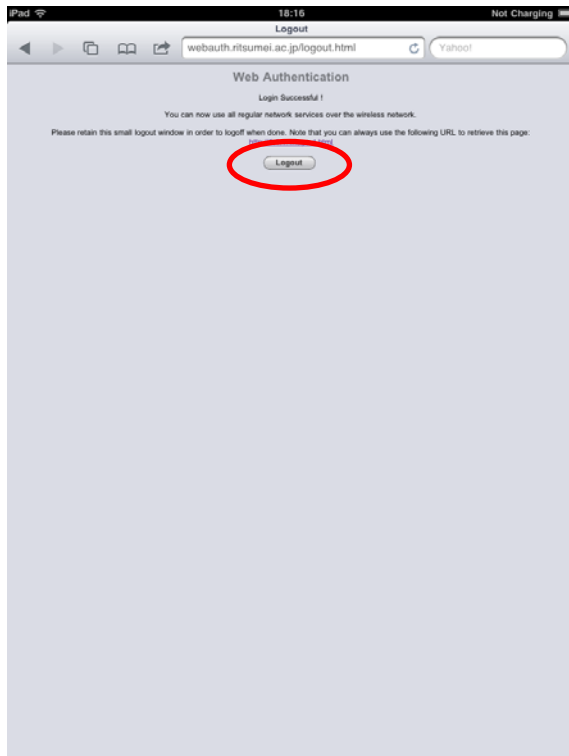 iPad 18:16 Not Charging
Logout
webauth.ritsumei.ac.jp/logout.html Yahoo!
Web Authentication
Login Successful !
You can now use all regular network services over the wireless network.
Please retain this small logout window in order to logoff when done. Note that you can always use the following URL to retrieve this page:
Logout